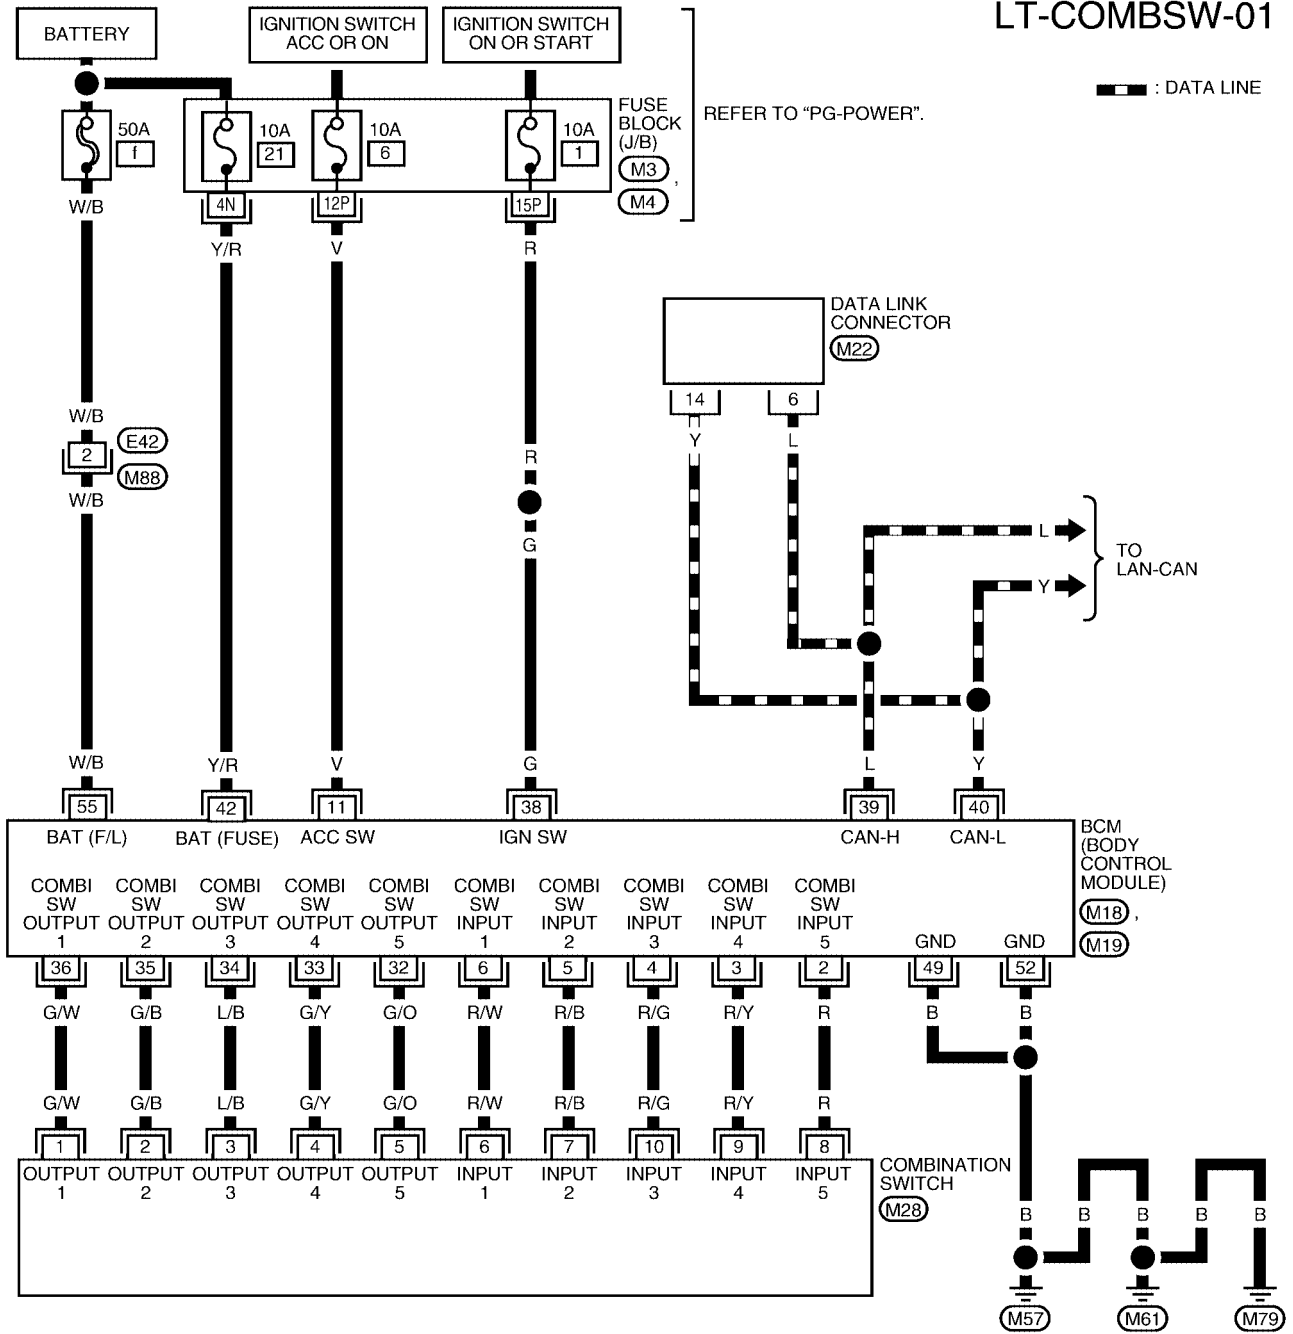 LT-COMBSW-01
BATTERY
IGNITION SWITCH
ACC OR ON
IGNITION SWITCH
ON OR START
: DATA LINE
50A
f
10A
21
10A
6
10A
1
FUSE
BLOCK
(J/B)
M3 ,
M4
REFER TO “PG-POWER”.
4N
12P
15P
W/B
Y/R
V
R
DATA LINK
CONNECTOR
M22
14
6
Y
L
W/B
2
E42
M88
W/B
R
G
L
Y
TO
LAN-CAN
W/B
Y/R
V
G
L
Y
55
42
11
38
39
40
BAT (F/L)
BAT (FUSE)
ACC SW
IGN SW
CAN-H
CAN-L
BCM
(BODY
CONTROL
MODULE)
M18 ,
M19
COMBI
SW
OUTPUT
1
COMBI
SW
OUTPUT
2
COMBI
SW
OUTPUT
3
COMBI
SW
OUTPUT
4
COMBI
SW
OUTPUT
5
COMBI
SW
INPUT
1
COMBI
SW
INPUT
2
COMBI
SW
INPUT
3
COMBI
SW
INPUT
4
COMBI
SW
INPUT
5
GND
GND
36
35
34
33
32
6
5
4
3
2
49
52
G/W
G/B
L/B
G/Y
G/O
R/W
R/B
R/G
R/Y
R
B
B
G/W
G/B
L/B
G/Y
G/O
R/W
R/B
R/G
R/Y
R
1
2
3
4
5
6
7
10
9
8
OUTPUT
1
OUTPUT
2
OUTPUT
3
OUTPUT
4
OUTPUT
5
INPUT
1
INPUT
2
INPUT
3
INPUT
4
INPUT
5
COMBINATION
SWITCH
M28
B
B
B
B
B
M57
M61
M79